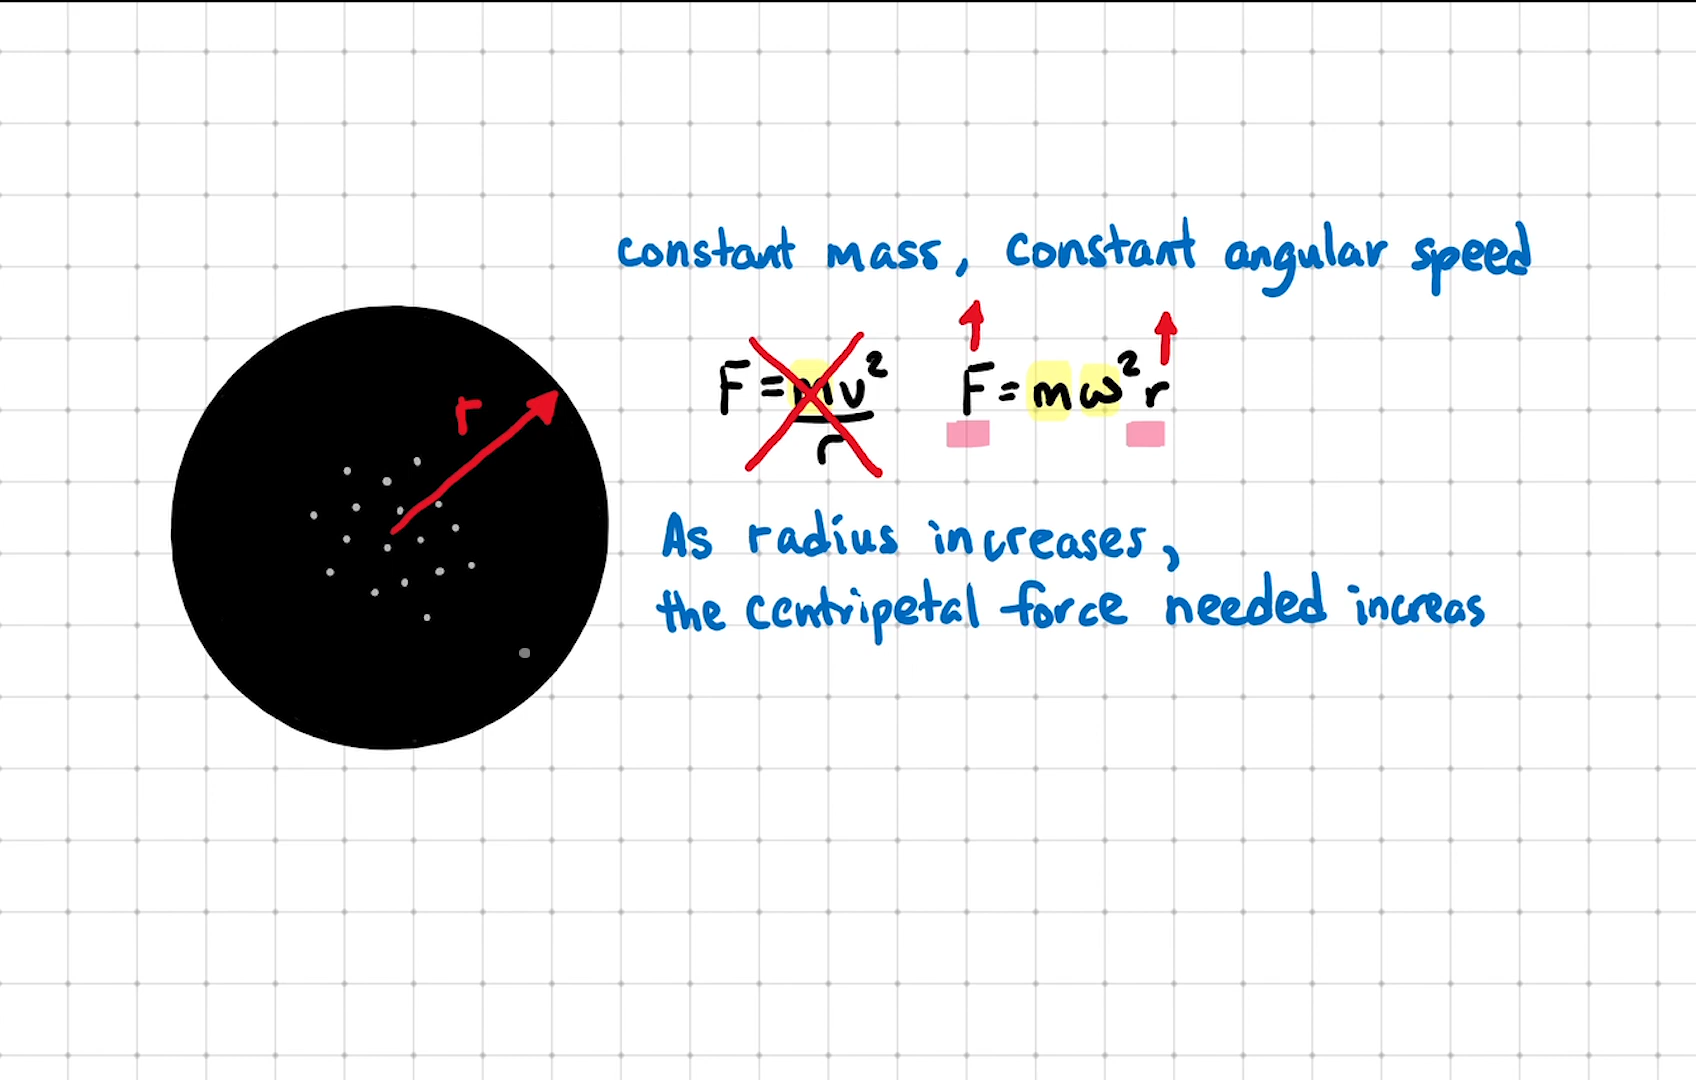 constant mass, constant angular speed
F = mv²/r F = mω²r
r
As radius increases,
the centripetal force needed increas